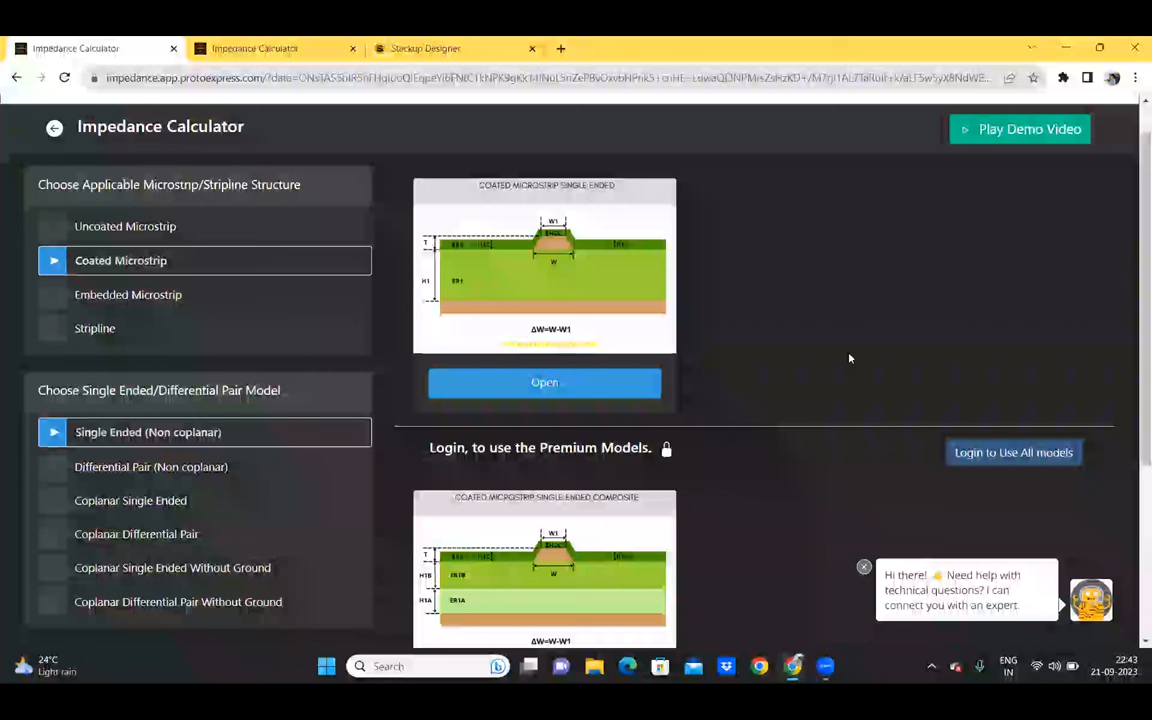 Impedance Calculator
Impedance Calculator
Stackup Designer
impedance.app.protoexpress.com/?data=
Impedance Calculator
Play Demo Video
Choose Applicable Microstrip/Stripline Structure
Uncoated Microstrip
Coated Microstrip
Embedded Microstrip
Stripline
Choose Single Ended/Differential Pair Model
Single Ended (Non coplanar)
Differential Pair (Non coplanar)
Coplanar Single Ended
Coplanar Differential Pair
Coplanar Single Ended Without Ground
Coplanar Differential Pair Without Ground
COATED MICROSTRIP SINGLE ENDED
W1
T
W
H1
ER1
ΔW=W-W1
Open
Login, to use the Premium Models.
Login to Use All models
COATED MICROSTRIP SINGLE ENDED COMPOSITE
W1
T
W
H1B
ER1B
H1A
ER1A
ΔW=W-W1
Hi there! 👋 Need help with
technical questions? I can
connect you with an expert.
24°C
Light rain
Search
ENG
IN
22:43
21-09-2023